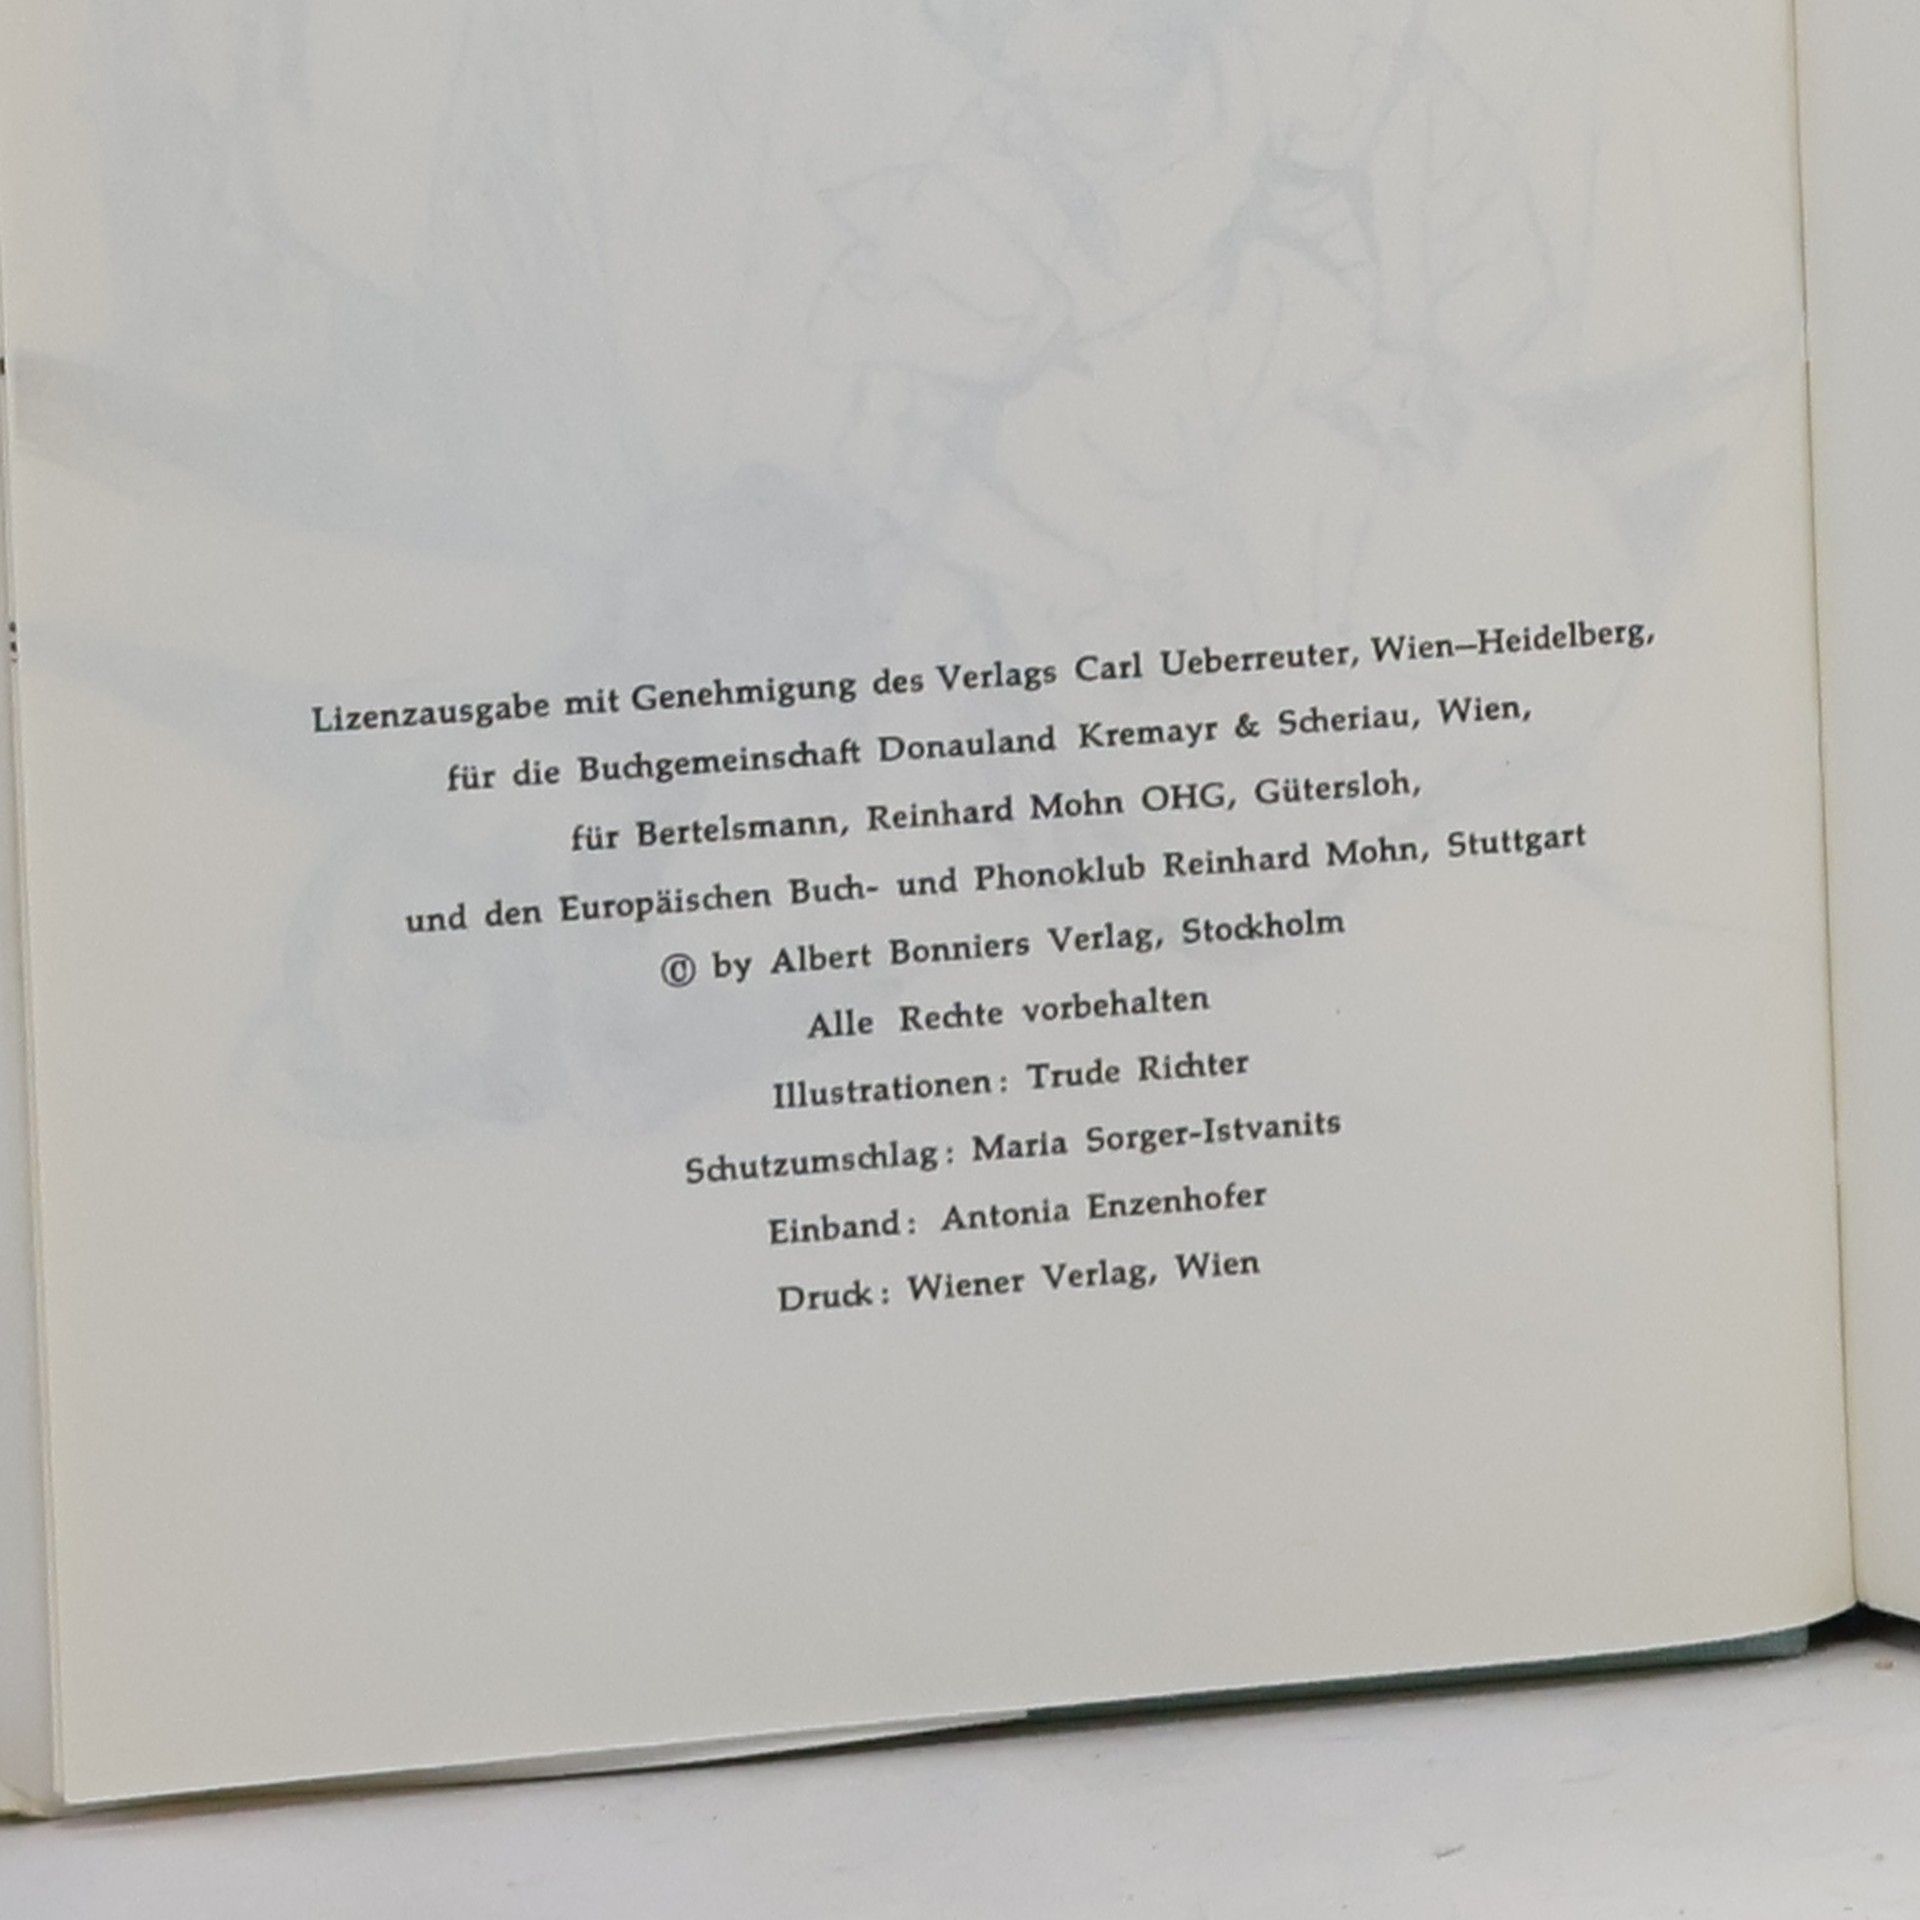 Lizenzausgabe mit Genehmigung des Verlags Carl Ueberreuter, Wien–Heidelberg,
für die Buchgemeinschaft Donauland Kremayr & Scheriau, Wien,
für Bertelsmann, Reinhard Mohn OHG, Gütersloh,
und den Europäischen Buch- und Phonoklub Reinhard Mohn, Stuttgart
© by Albert Bonniers Verlag, Stockholm
Alle Rechte vorbehalten
Illustrationen: Trude Richter
Schutzumschlag: Maria Sorger-Istvanits
Einband: Antonia Enzenhofer
Druck: Wiener Verlag, Wien